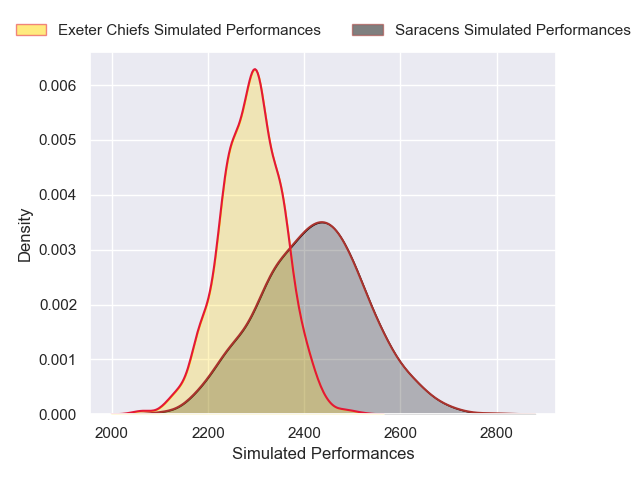 Exeter Chiefs Simulated Performances Saracens Simulated Performances
0.006
0.005
0.004
0.003
0.002
0.001
0.000
Density
2000 2200 2400 2600 2800
Simulated Performances